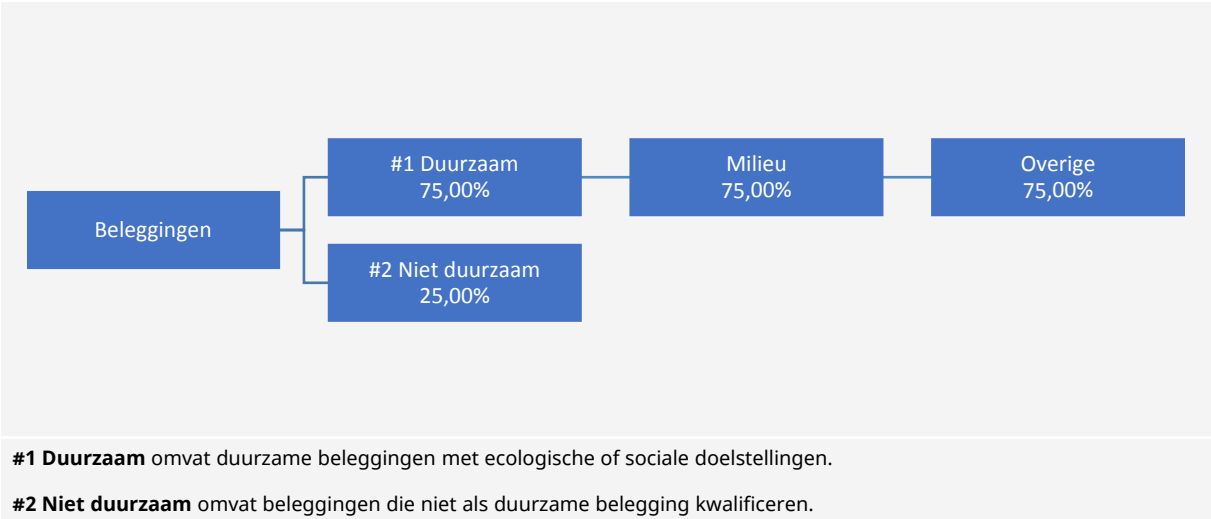 #1 Duurzaam
75,00%
Milieu
75,00%
Overige
75,00%
Beleggingen
#2 Niet duurzaam
25,00%
#1 Duurzaam omvat duurzame beleggingen met ecologische of sociale doelstellingen.
#2 Niet duurzaam omvat beleggingen die niet als duurzame belegging kwalificeren.